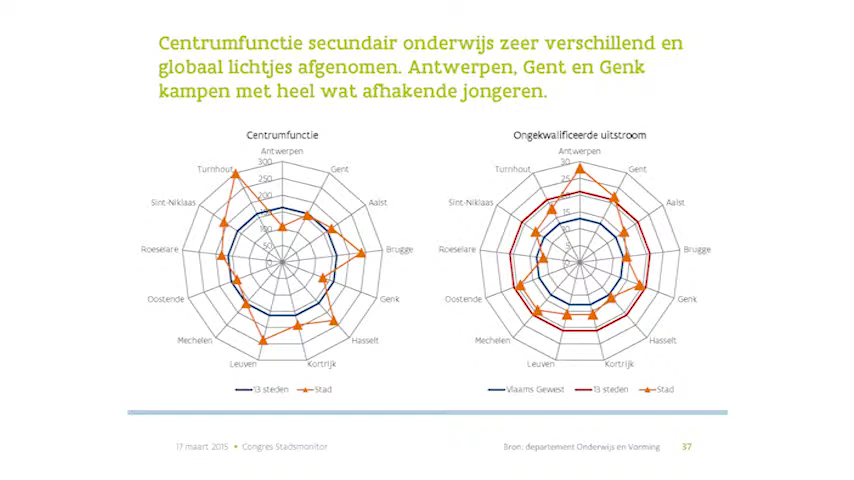 Centrumfunctie secundair onderwijs zeer verschillend en
globaal lichtjes afgenomen. Antwerpen, Gent en Genk
kampen met heel wat afhakende jongeren.
Centrumfunctie
Antwerpen
Gent
Aalst
Brugge
Genk
Hasselt
Kortrijk
Leuven
Mechelen
Oostende
Roeselare
Sint-Niklaas
Turnhout
300
250
200
150
100
50
0
13 steden
Stad
Ongekwalificeerde uitstroom
Antwerpen
Gent
Aalst
Brugge
Genk
Hasselt
Kortrijk
Leuven
Mechelen
Oostende
Roeselare
Sint-Niklaas
Turnhout
30
25
15
Vlaams Gewest
13 steden
Stad
17 maart 2015 • Congres Stadsmonitor
Bron: departement Onderwijs en Vorming
37